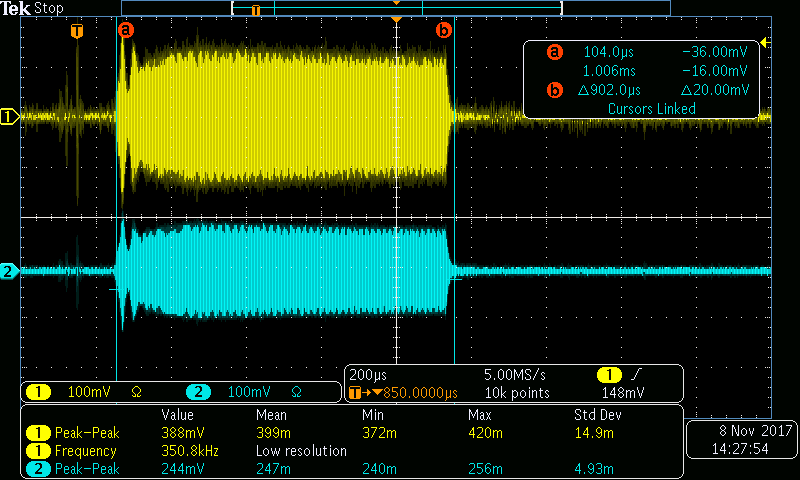 Tek Stop
T
T
a
b
a 104.0µs -36.00mV
1.006ms -16.00mV
b Δ902.0µs Δ20.00mV
Cursors Linked
1
2
1 100mV Ω 2 100mV Ω
200µs 5.00MS/s 1
T→▼850.0000µs 10k points 148mV
Value Mean Min Max Std Dev
1 Peak-Peak 388mV 399m 372m 420m 14.9m
1 Frequency 350.8kHz Low resolution
2 Peak-Peak 244mV 247m 240m 256m 4.93m
8 Nov 2017
14:27:54